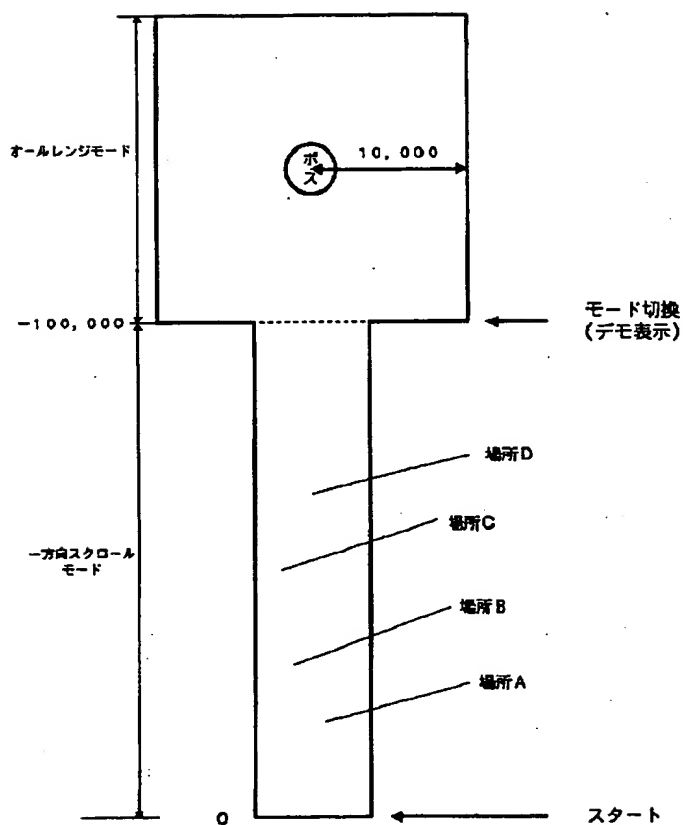 オールレンジモード
ボス
10,000
-100,000
モード切換
(デモ表示)
場所D
場所C
一方向スクロール
モード
場所B
場所A
0
スタート